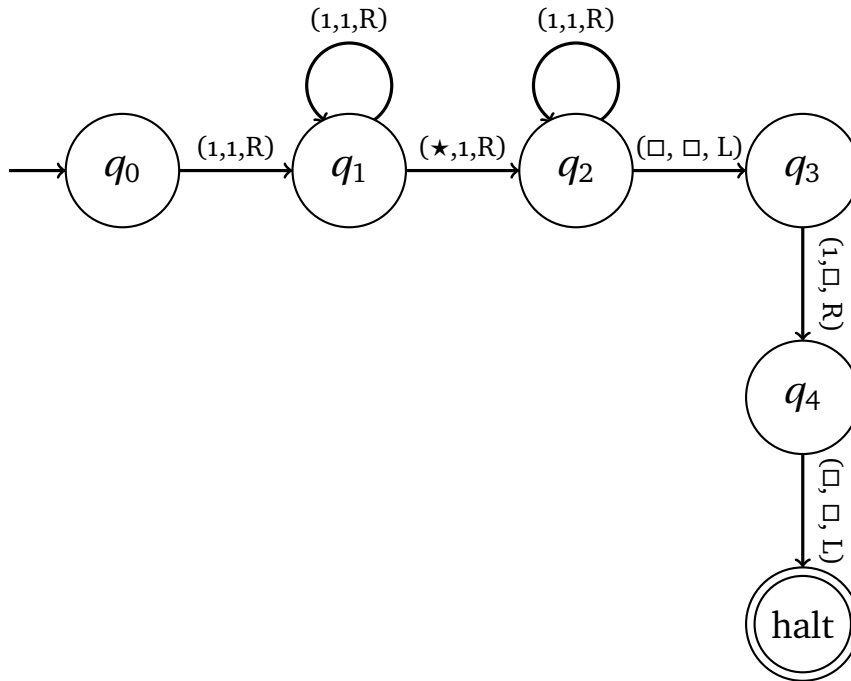 (1,1,R) (1,1,R)
q0 (1,1,R) q1 (★,1,R) q2 (□, □, L) q3
(1,□, R)
q4
(□, □, L)
halt